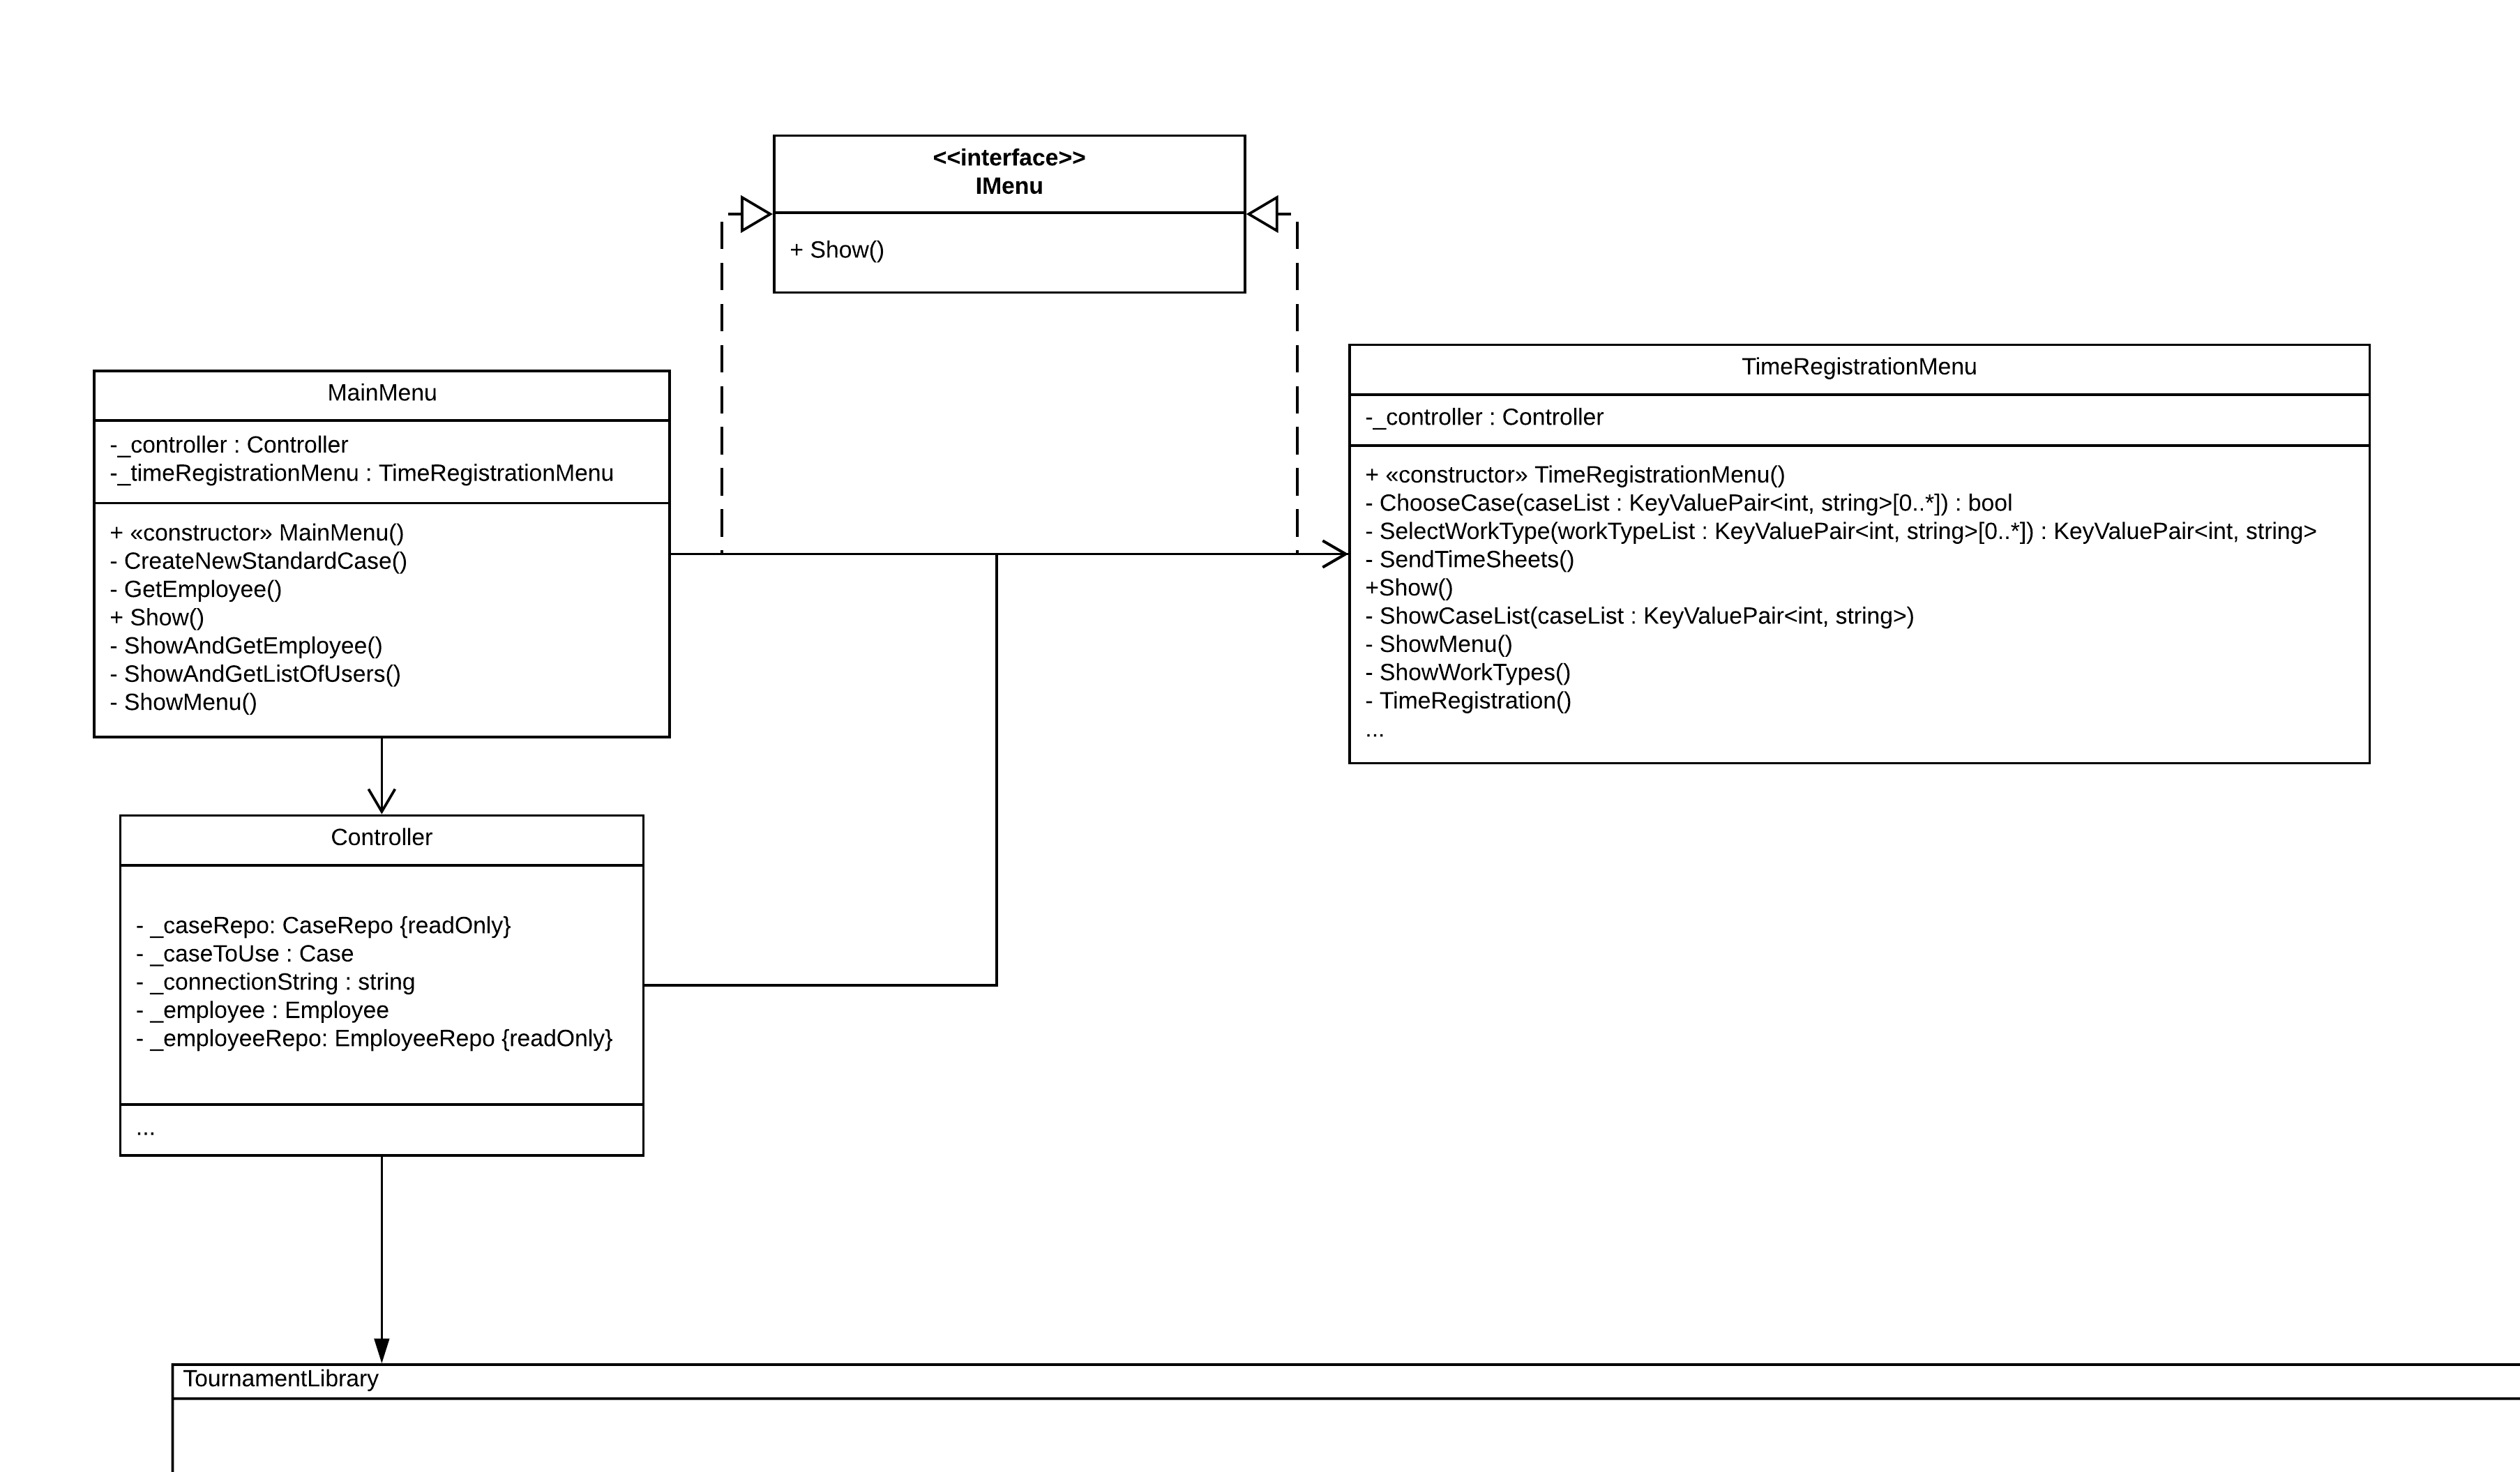 <<interface>>
IMenu
+ Show()
MainMenu
-_controller : Controller
-_timeRegistrationMenu : TimeRegistrationMenu
+ «constructor» MainMenu()
- CreateNewStandardCase()
- GetEmployee()
+ Show()
- ShowAndGetEmployee()
- ShowAndGetListOfUsers()
- ShowMenu()
TimeRegistrationMenu
-_controller : Controller
+ «constructor» TimeRegistrationMenu()
- ChooseCase(caseList : KeyValuePair<int, string>[0..*]) : bool
- SelectWorkType(workTypeList : KeyValuePair<int, string>[0..*]) : KeyValuePair<int, string>
- SendTimeSheets()
+Show()
- ShowCaseList(caseList : KeyValuePair<int, string>)
- ShowMenu()
- ShowWorkTypes()
- TimeRegistration()
...
Controller
- _caseRepo: CaseRepo {readOnly}
- _caseToUse : Case
- _connectionString : string
- _employee : Employee
- _employeeRepo: EmployeeRepo {readOnly}
...
TournamentLibrary